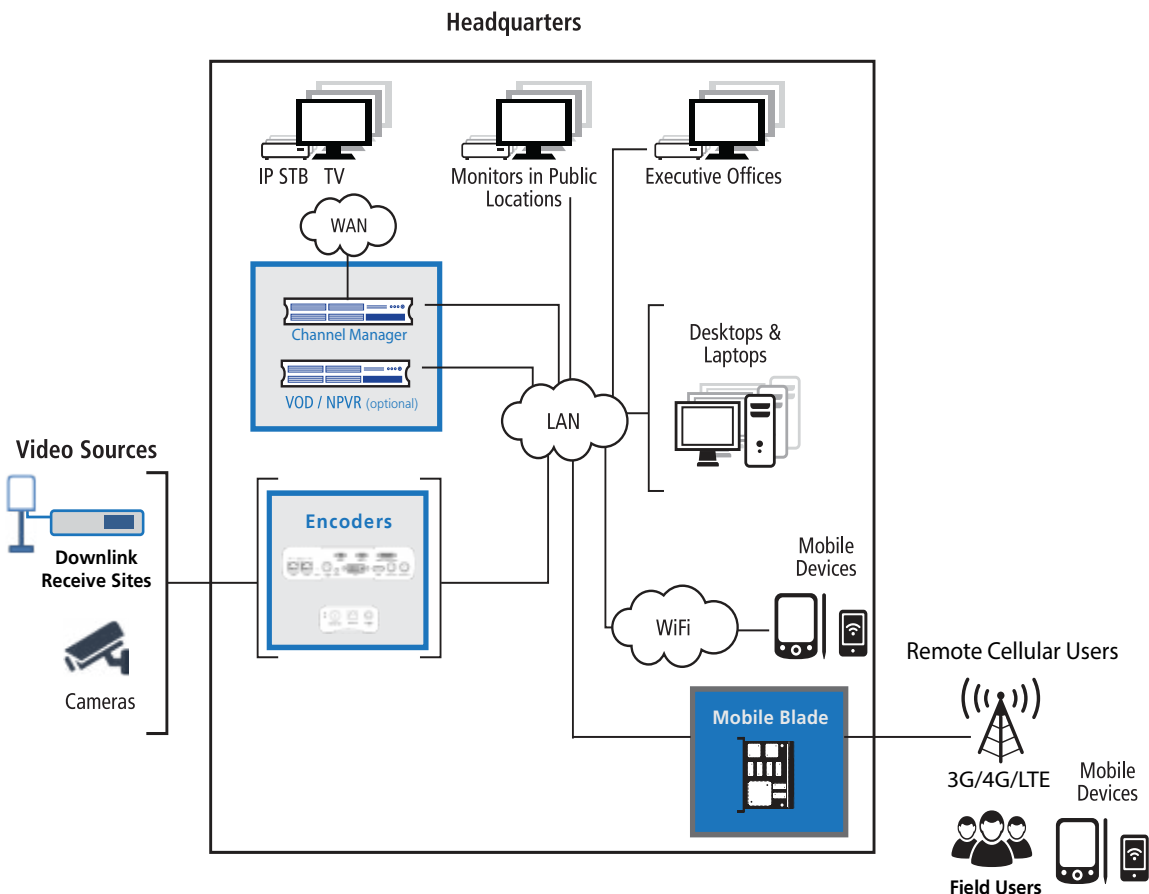 Headquarters
IP STB TV
Monitors in Public
Locations
Executive Offices
WAN
Channel Manager
VOD / NPVR (optional)
LAN
Desktops &
Laptops
Video Sources
Downlink
Receive Sites
Cameras
Encoders
WiFi
Mobile
Devices
Mobile Blade
Remote Cellular Users
3G/4G/LTE
Mobile
Devices
Field Users